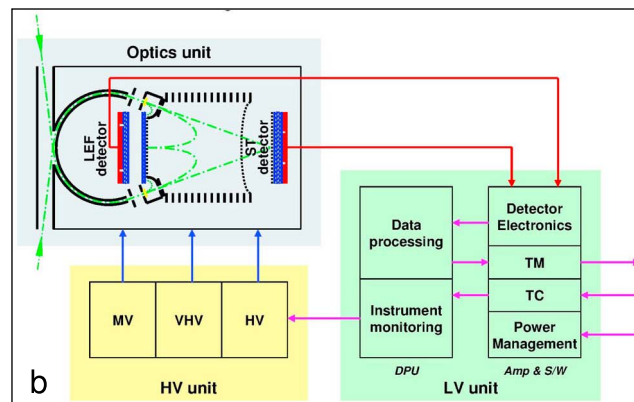 Optics unit
LEF
detector
ST
detector
Data
processing
Detector
Electronics
TM
TC
Instrument
monitoring
Power
Management
MV
VHV
HV
DPU
Amp & S/W
b
HV unit
LV unit